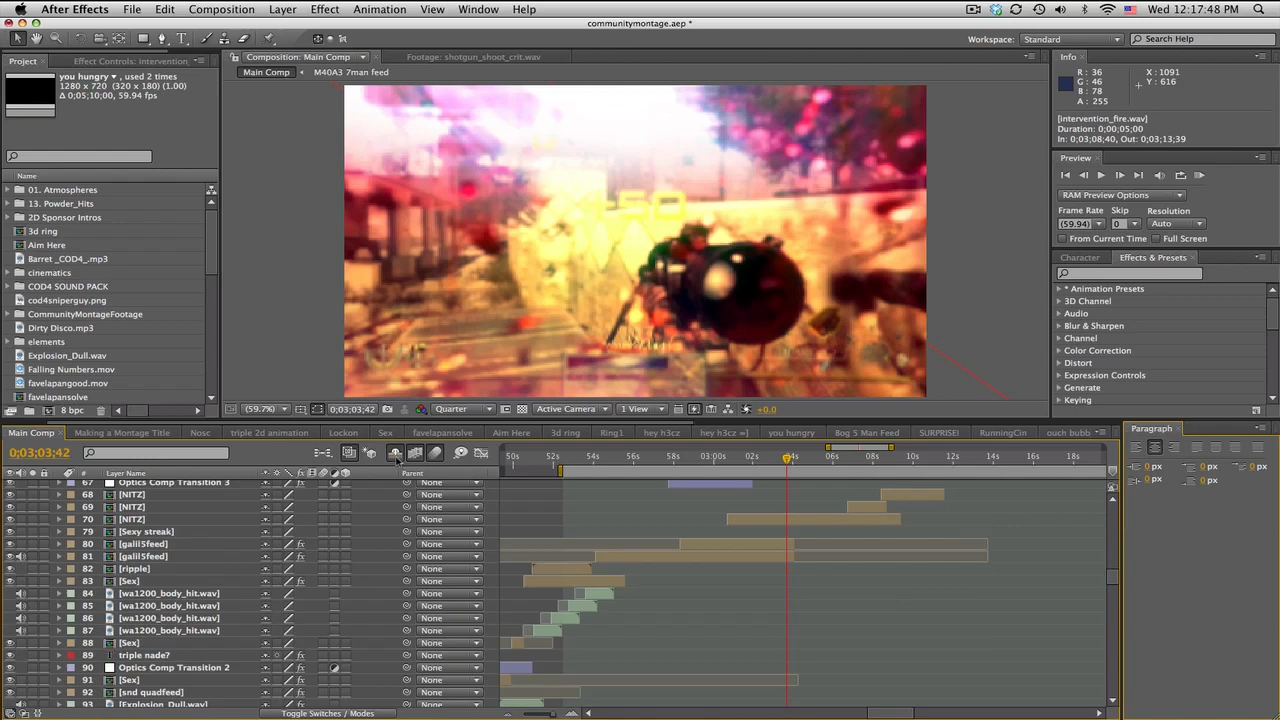 After Effects File Edit Composition Layer Effect Animation View Window Help Wed 12:17:48 PM
communitymontage.aep *
Workspace: Standard Search Help
Project Effect Controls: intervention
Composition: Main Comp Footage: shotgun_shoot_crit.wav
Main Comp M40A3 7man feed
you hungry , used 2 times
1280 x 720 (320 x 180) (1.00)
Δ 0;05;10;00, 59.94 fps
Name
01. Atmospheres
13. Powder_Hits
2D Sponsor Intros
3d ring
Aim Here
Barret _COD4_.mp3
cinematics
COD4 SOUND PACK
cod4sniperguy.png
CommunityMontageFootage
Dirty Disco.mp3
elements
Explosion_Dull.wav
Falling Numbers.mov
favelapangood.mov
favelapansolve
8 bpc
(59.7%) 0;03;03;42 Quarter Active Camera 1 View +0.0
Info
R : 36 X : 1091
G : 46 Y : 616
B : 78
A : 255
[intervention_fire.wav]
Duration: 0;00;05;00
In: 0;03;08;40, Out: 0;03;13;39
Preview
RAM Preview Options
Frame Rate Skip Resolution
(59.94) 0 Auto
From Current Time Full Screen
Character Effects & Presets
* Animation Presets
3D Channel
Audio
Blur & Sharpen
Channel
Color Correction
Distort
Expression Controls
Generate
Keying
Main Comp Making a Montage Title Nosc triple 2d animation Lockon Sex favelapansolve Aim Here 3d ring Ring1 hey h3cz hey h3cz =] you hungry Bog 5 Man Feed SURPRISE! RunningCin ouch bubb
0;03;03;42
50s 52s 54s 56s 58s 03:00s 02s 04s 06s 08s 10s 12s 14s 16s 18s
# Layer Name Parent
67 Optics Comp Transition 3 None
68 [NITZ] None
69 [NITZ] None
70 [NITZ] None
79 [Sexy streak] None
80 [galil5feed] None
81 [galil5feed] None
82 [ripple] None
83 [Sex] None
84 [wa1200_body_hit.wav] None
85 [wa1200_body_hit.wav] None
86 [wa1200_body_hit.wav] None
87 [wa1200_body_hit.wav] None
88 [Sex] None
89 triple nade? None
90 Optics Comp Transition 2 None
91 [Sex] None
92 [snd quadfeed] None
93 [Explosion_Dull.wav] None
Toggle Switches / Modes
Paragraph
0 px 0 px
0 px 0 px
0 px